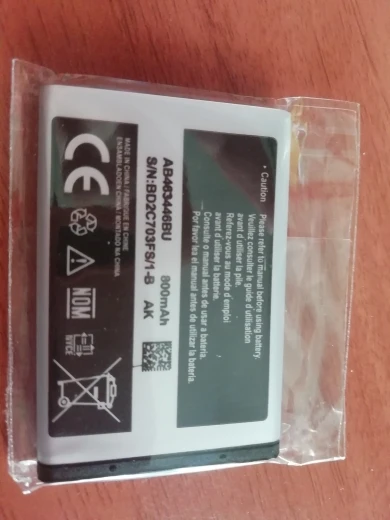 • Caution
Please refer to manual before using battery.
Veuillez consulter le guide d'utilisation
avant d'utiliser la pile.
Referez-vous au mode d'emploi
avant d'utiliser la batterie.
Consulte o manual antes de usar a bateria.
Por favor lea el manual antes de utilizar la batería.
AB463446BU 800mAh
S/N:BD2C703FS/1-B AK
CE
MADE IN CHINA / FABRIQUÉ EN CHINE
ENSAMBLADO EN CHINA / MONTADO NA CHINA
NOM
NYCE